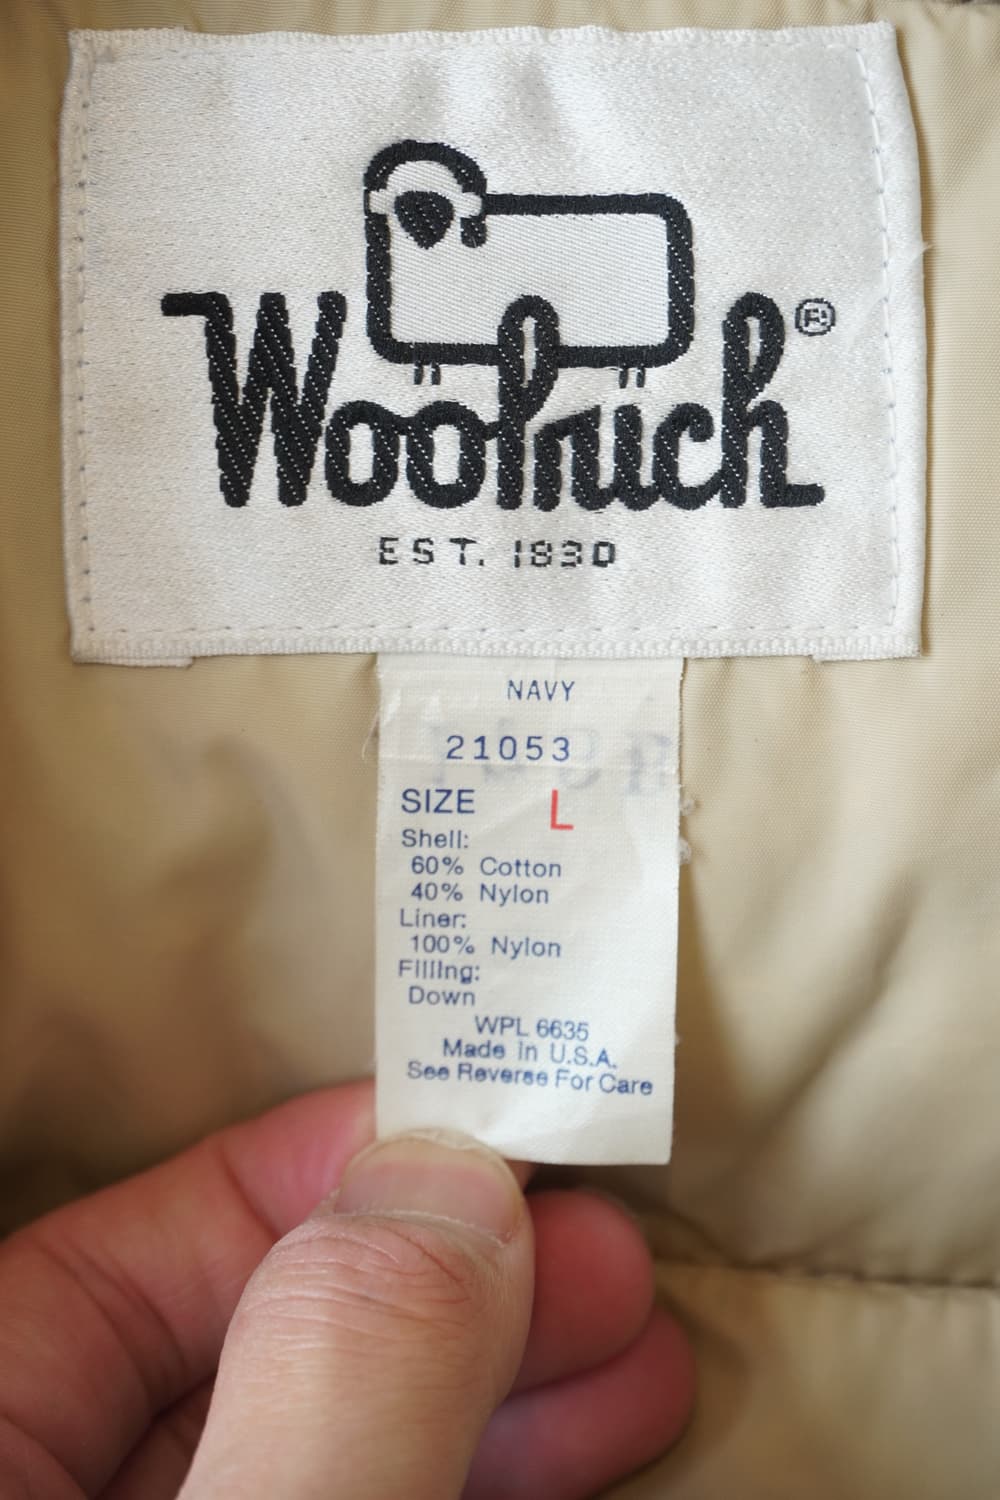 Woolrich®
EST. 1830
NAVY
21053
SIZE L
Shell:
60% Cotton
40% Nylon
Liner:
100% Nylon
Filling:
Down
WPL 6635
Made in U.S.A.
See Reverse For Care